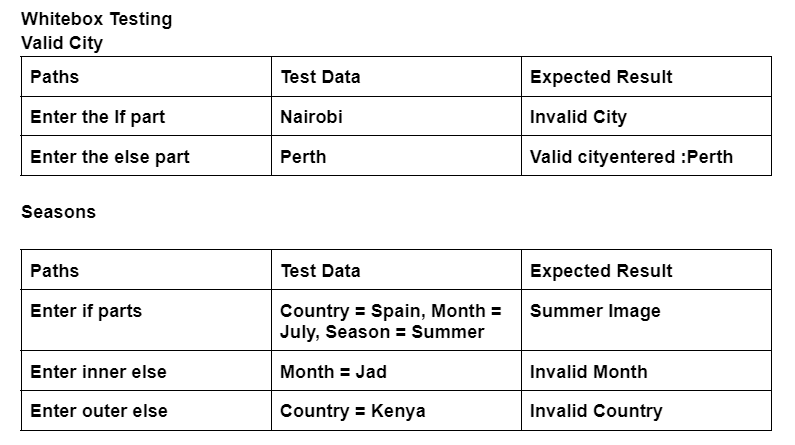 Whitebox Testing
Valid City
Paths Test Data Expected Result
Enter the If part Nairobi Invalid City
Enter the else part Perth Valid cityentered :Perth
Seasons
Paths Test Data Expected Result
Enter if parts Country = Spain, Month = Summer Image
July, Season = Summer
Enter inner else Month = Jad Invalid Month
Enter outer else Country = Kenya Invalid Country